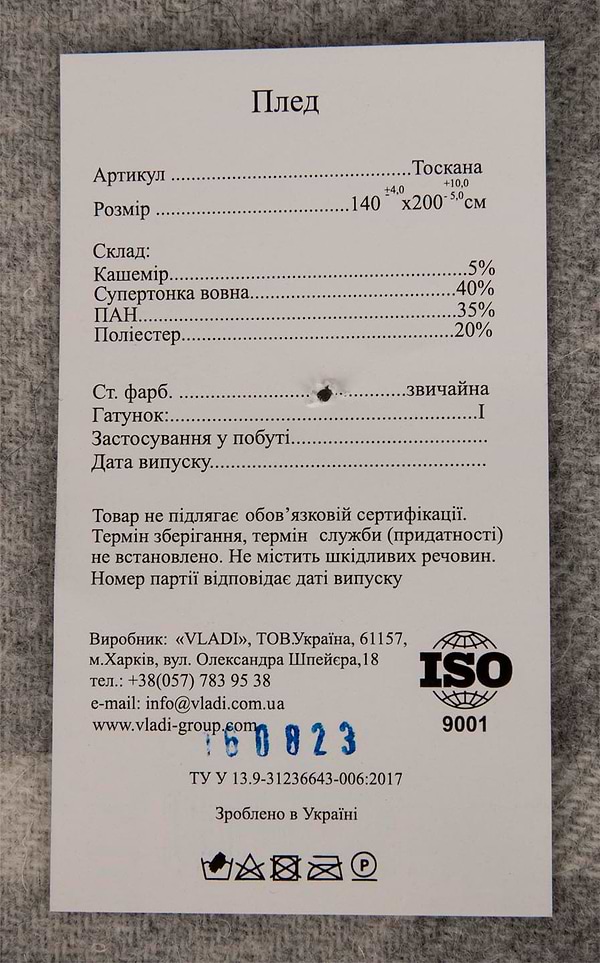 Плед
Артикул ..................................................Тоскана
Розмір ........................................140 ±4,0 х200 +10,0 -5,0 см
Склад:
Кашемір..............................................................5%
Супертонка вовна...........................................40%
ПАН..................................................................35%
Поліестер..........................................................20%
Ст. фарб. ..............................................звичайна
Гатунок:...............................................................I
Застосування у побуті.........................................
Дата випуску.......................................................
Товар не підлягає обов’язковій сертифікації.
Термін зберігання, термін служби (придатності)
не встановлено. Не містить шкідливих речовин.
Номер партії відповідає даті випуску
Виробник: «VLADI», ТОВ.Україна, 61157,
м.Харків, вул. Олександра Шпейєра,18
тел.: +38(057) 783 95 38
e-mail: info@vladi.com.ua
www.vladi-group.com
ISO
9001
160823
ТУ У 13.9-31236643-006:2017
Зроблено в Україні
P